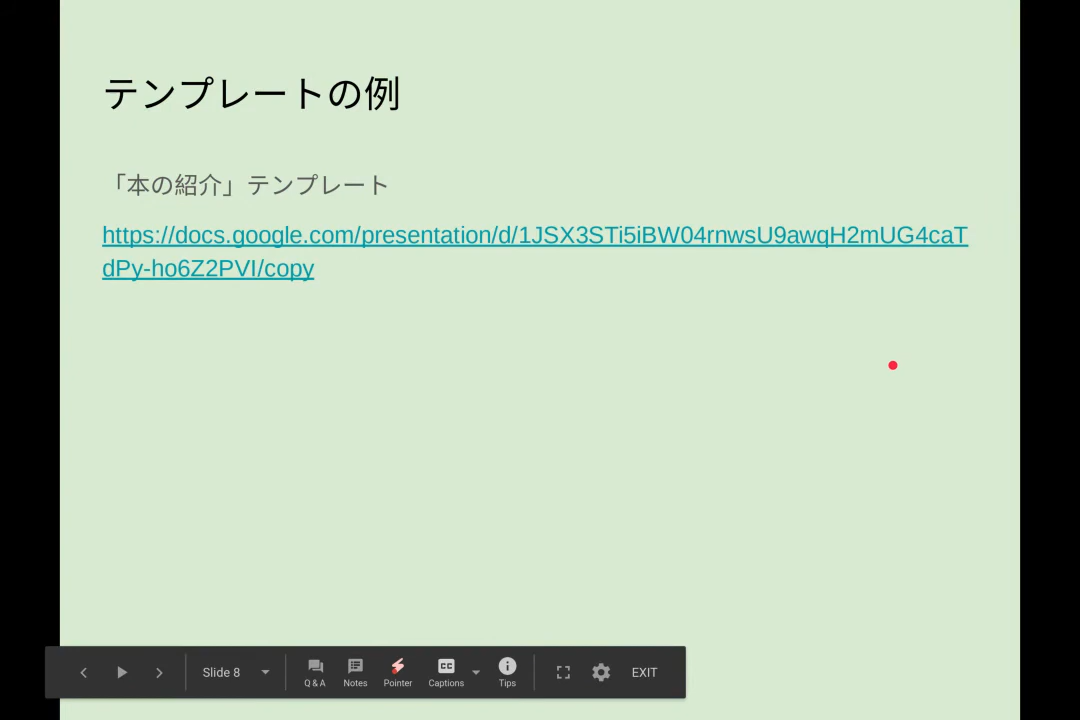 テンプレートの例
「本の紹介」テンプレート
https://docs.google.com/presentation/d/1JSX3STi5iBW04rnwsU9awqH2mUG4caT
dPy-ho6Z2PVI/copy
Slide 8
Q & A
Notes
Pointer
CC
Captions
Tips
EXIT